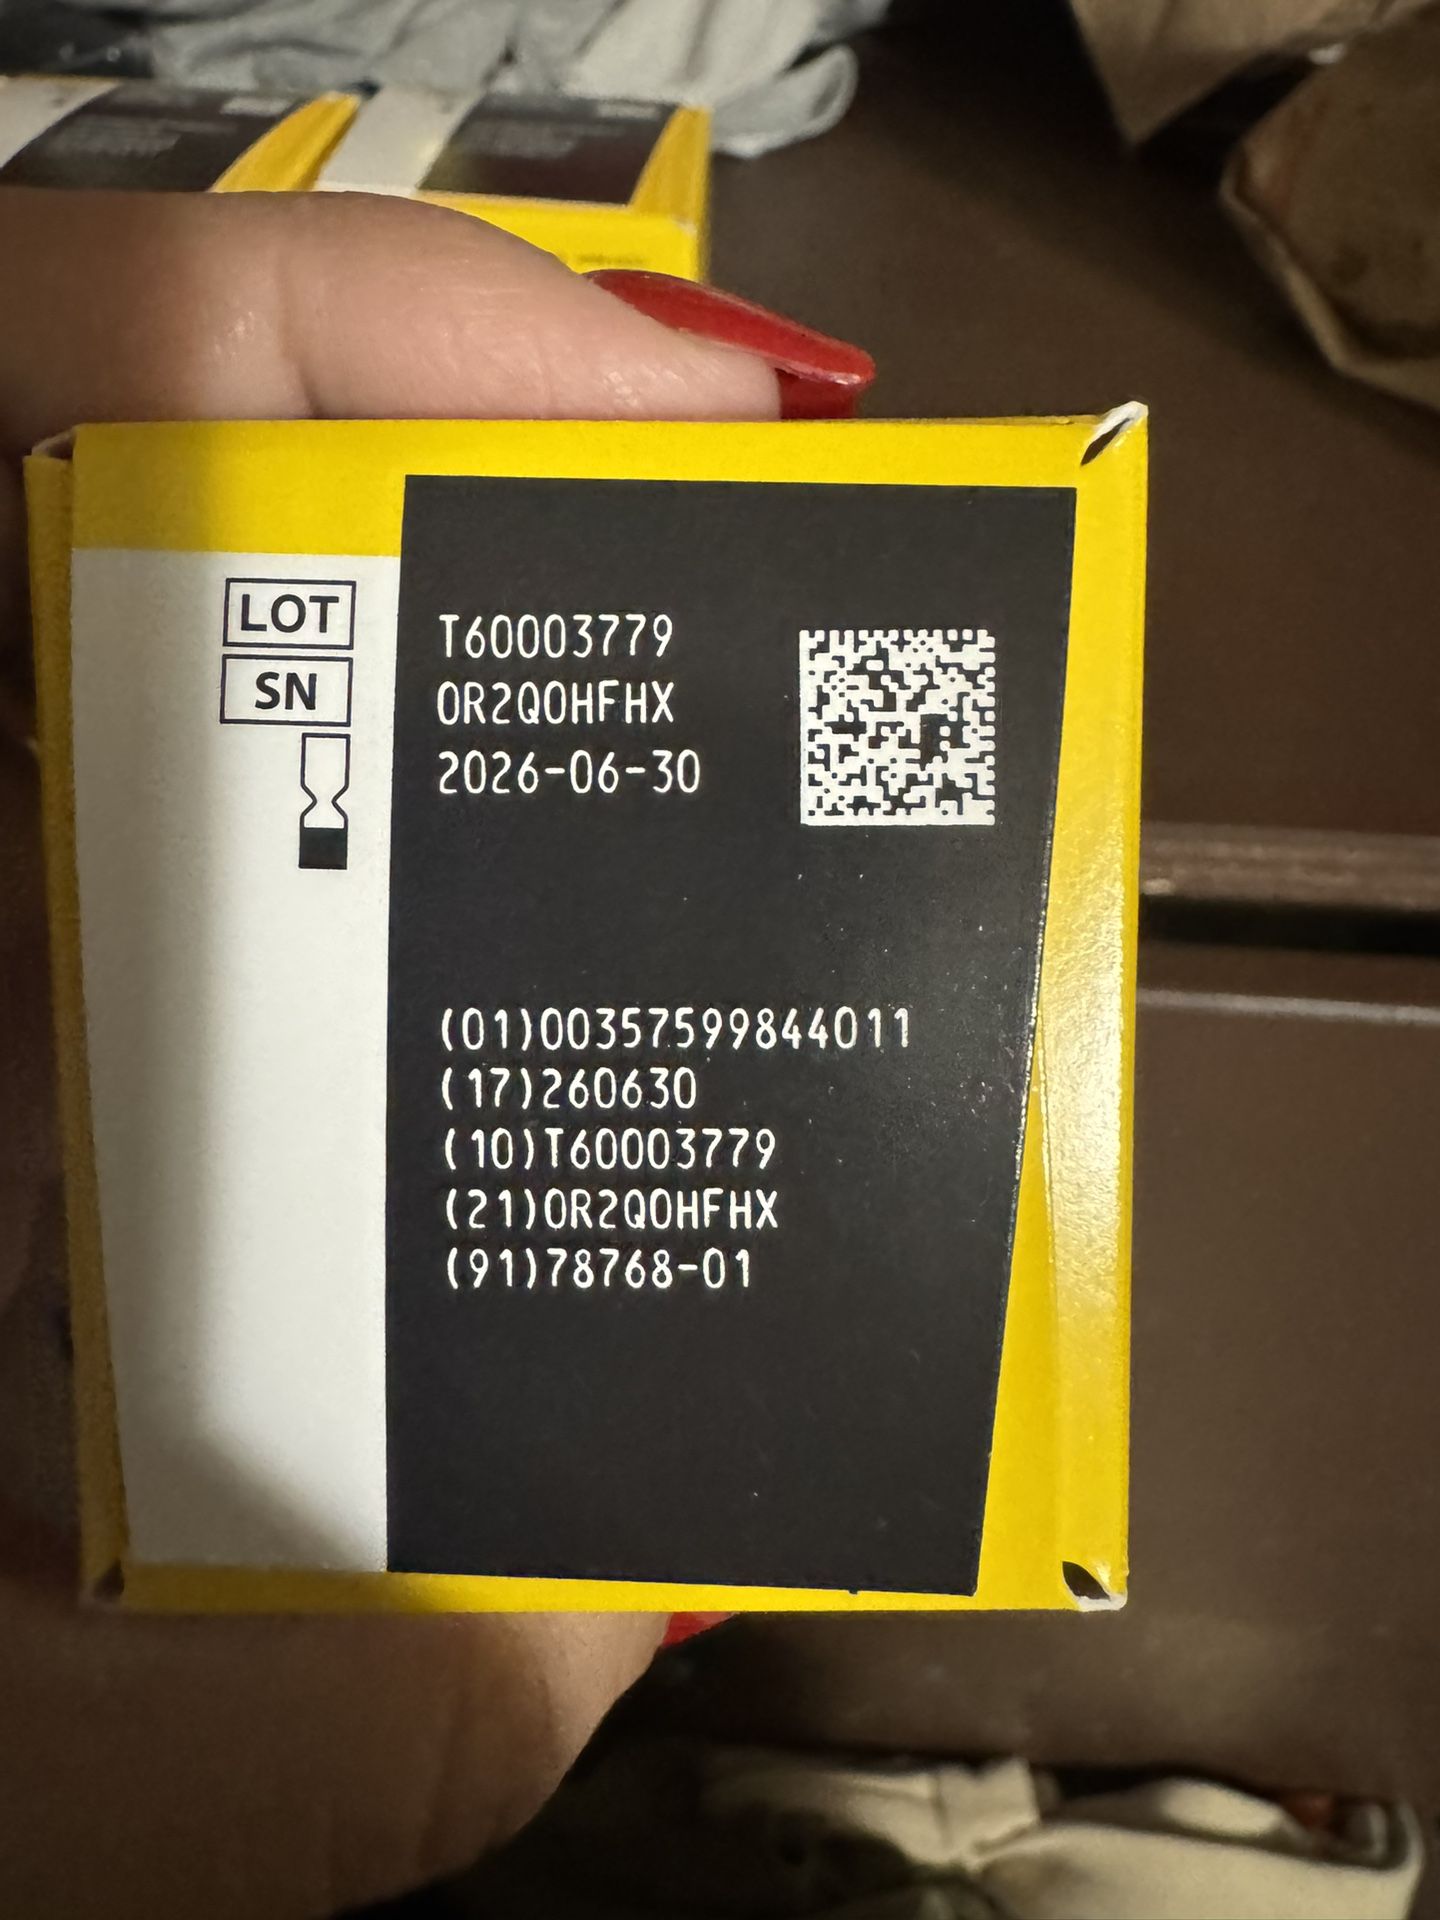 LOT
T60003779
SN
0R2Q0HFHX
2026-06-30
(01)00357599844011
(17)260630
(10)T60003779
(21)0R2Q0HFHX
(91)78768-01